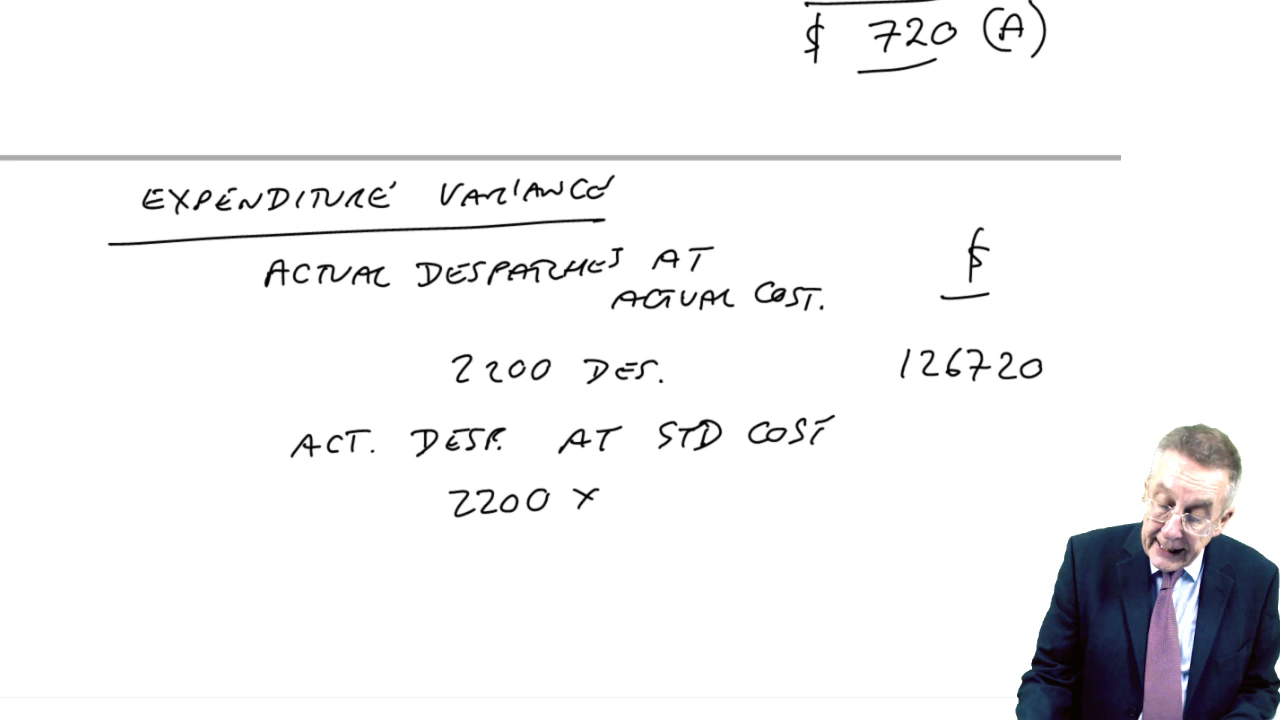 $ 720 (A)
EXPENDITURE VARIANCE
ACTUAL DESPATCHES AT $
ACTUAL COST.
2200 DES. 126720
ACT. DESP. AT STD COST
2200 x